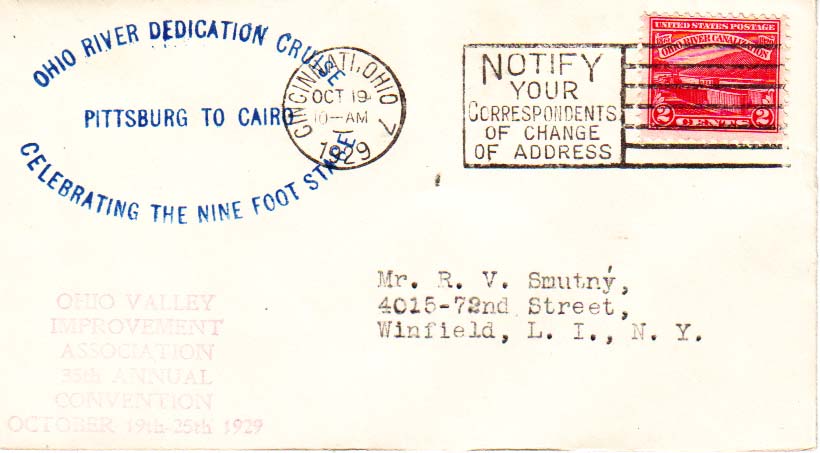 OHIO RIVER DEDICATION CRUISE
PITTSBURG TO CAIRO
CELEBRATING THE NINE FOOT STAGE
CINCINNATI, OHIO 7
OCT 19
10-AM
1929
NOTIFY
YOUR
CORRESPONDENTS
OF CHANGE
OF ADDRESS
UNITED STATES POSTAGE
OHIO RIVER CANALIZATION
2 CENTS 2
Mr. R. V. Smutny,
4015-72nd Street,
Winfield, L. I., N. Y.
OHIO VALLEY
IMPROVEMENT
ASSOCIATION
35th ANNUAL
CONVENTION
OCTOBER 19th-25th 1929